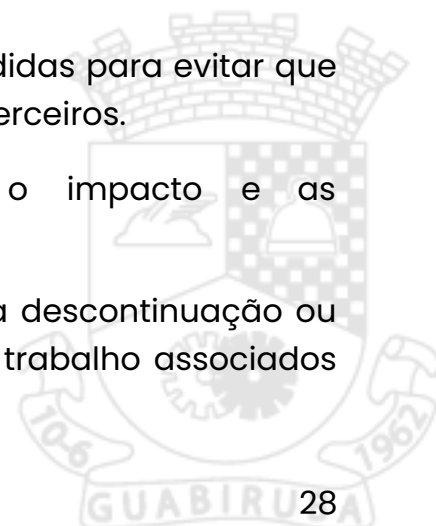 didas para evitar que
erceiros.
o impacto e as
a descontinuação ou
trabalho associados
10-6
1962
GUABIRUBA
28